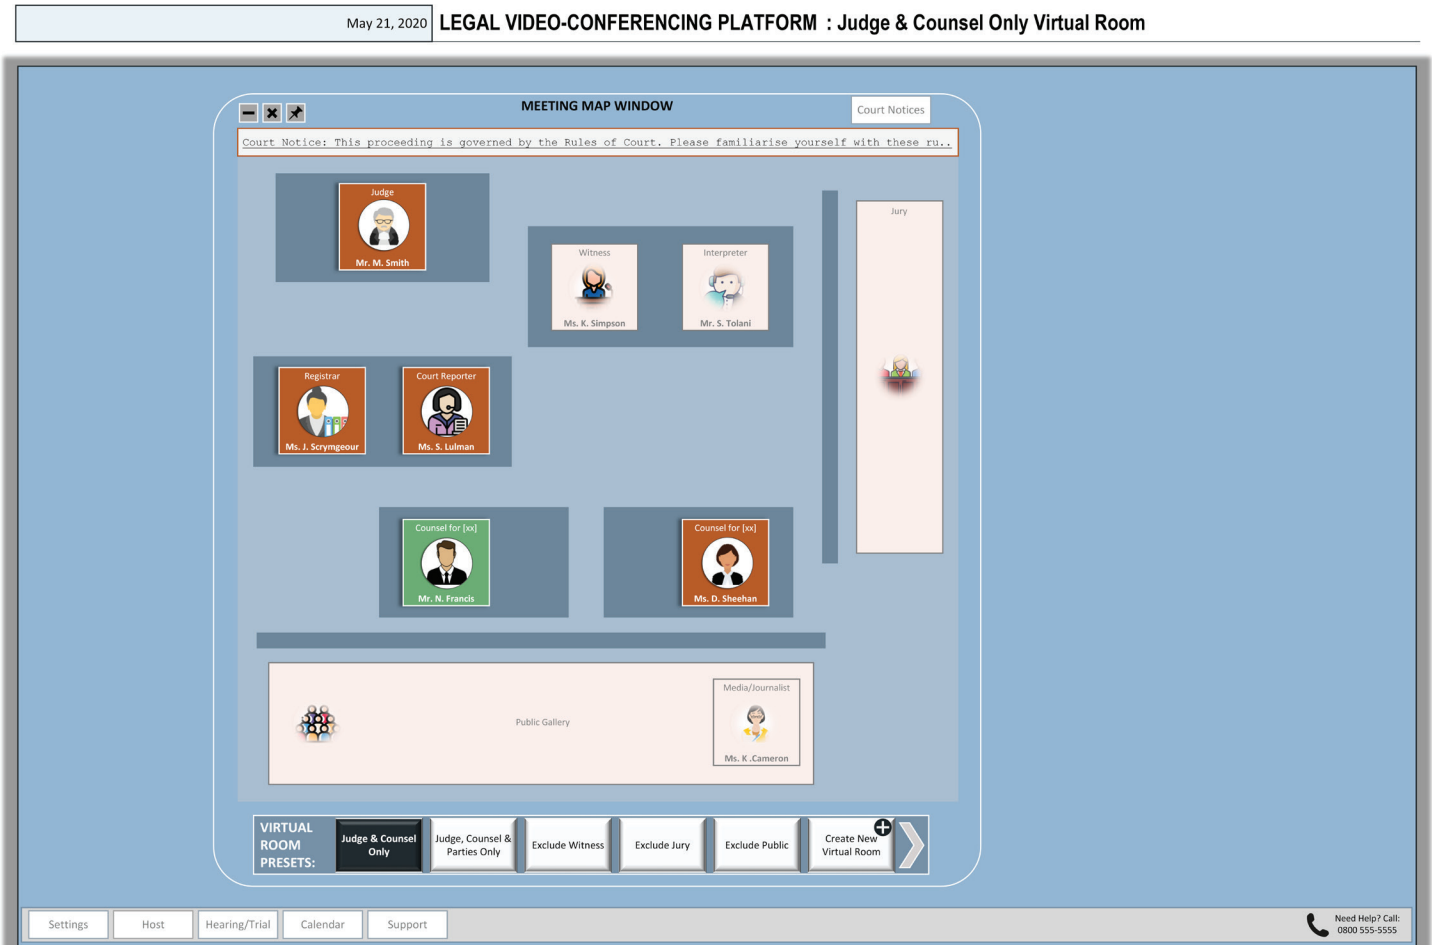 May 21, 2020
LEGAL VIDEO-CONFERENCING PLATFORM : Judge & Counsel Only Virtual Room
MEETING MAP WINDOW
Court Notices
Court Notice: This proceeding is governed by the Rules of Court. Please familiarise yourself with these ru..
Judge
Mr. M. Smith
Witness
Ms. K. Simpson
Interpreter
Mr. S. Tolani
Jury
Registrar
Ms. J. Scrymgeour
Court Reporter
Ms. S. Lulman
Counsel for [xx]
Mr. N. Francis
Counsel for [xx]
Ms. D. Sheehan
Public Gallery
Media/Journalist
Ms. K .Cameron
VIRTUAL
ROOM
PRESETS:
Judge & Counsel
Only
Judge, Counsel &
Parties Only
Exclude Witness
Exclude Jury
Exclude Public
Create New
Virtual Room
Settings
Host
Hearing/Trial
Calendar
Support
Need Help? Call:
0800 555-5555